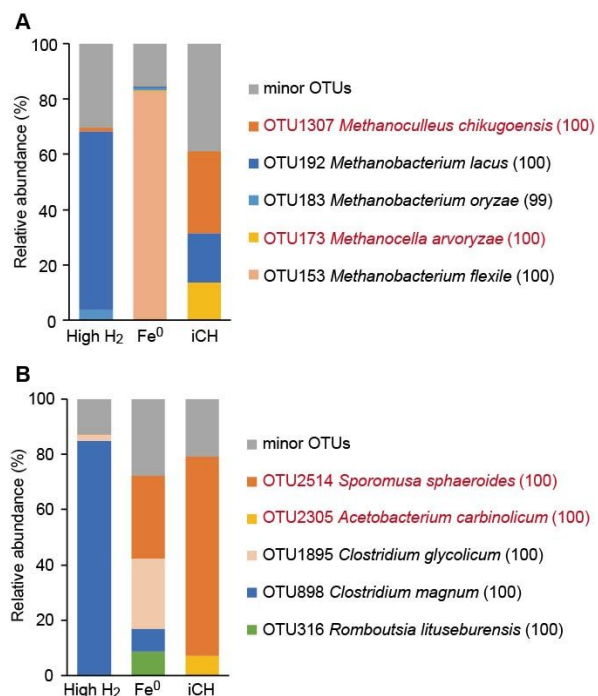 A
100
80
60
40
20
0
Relative abundance (%)
High H2
Fe0
iCH
minor OTUs
OTU1307 Methanoculleus chikugoensis (100)
OTU192 Methanobacterium lacus (100)
OTU183 Methanobacterium oryzae (99)
OTU173 Methanocella arvoryzae (100)
OTU153 Methanobacterium flexile (100)
B
100
80
60
40
20
0
Relative abundance (%)
High H2
Fe0
iCH
minor OTUs
OTU2514 Sporomusa sphaeroides (100)
OTU2305 Acetobacterium carbinolicum (100)
OTU1895 Clostridium glycolicum (100)
OTU898 Clostridium magnum (100)
OTU316 Romboutsia lituseburensis (100)